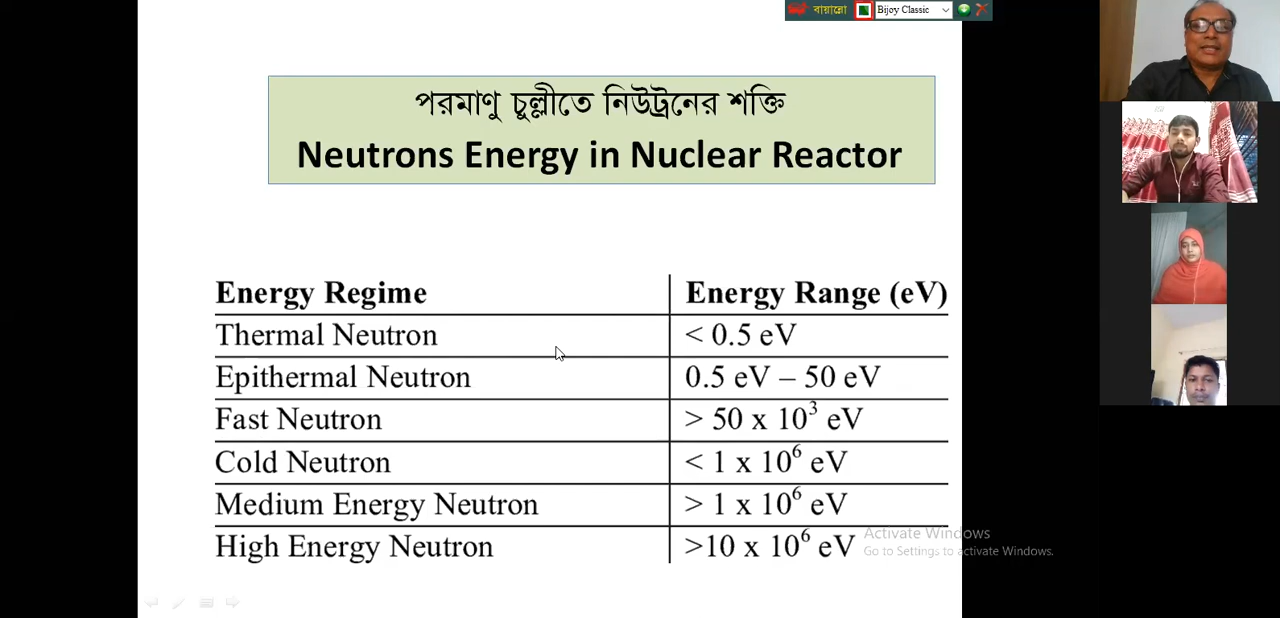 বায়ান্নো Bijoy Classic
পরমাণু চুল্লীতে নিউট্রনের শক্তি
Neutrons Energy in Nuclear Reactor
Energy Regime Energy Range (eV)
Thermal Neutron < 0.5 eV
Epithermal Neutron 0.5 eV – 50 eV
Fast Neutron > 50 x 10³ eV
Cold Neutron < 1 x 10⁶ eV
Medium Energy Neutron > 1 x 10⁶ eV
High Energy Neutron >10 x 10⁶ eV
Activate Windows
Go to Settings to activate Windows.